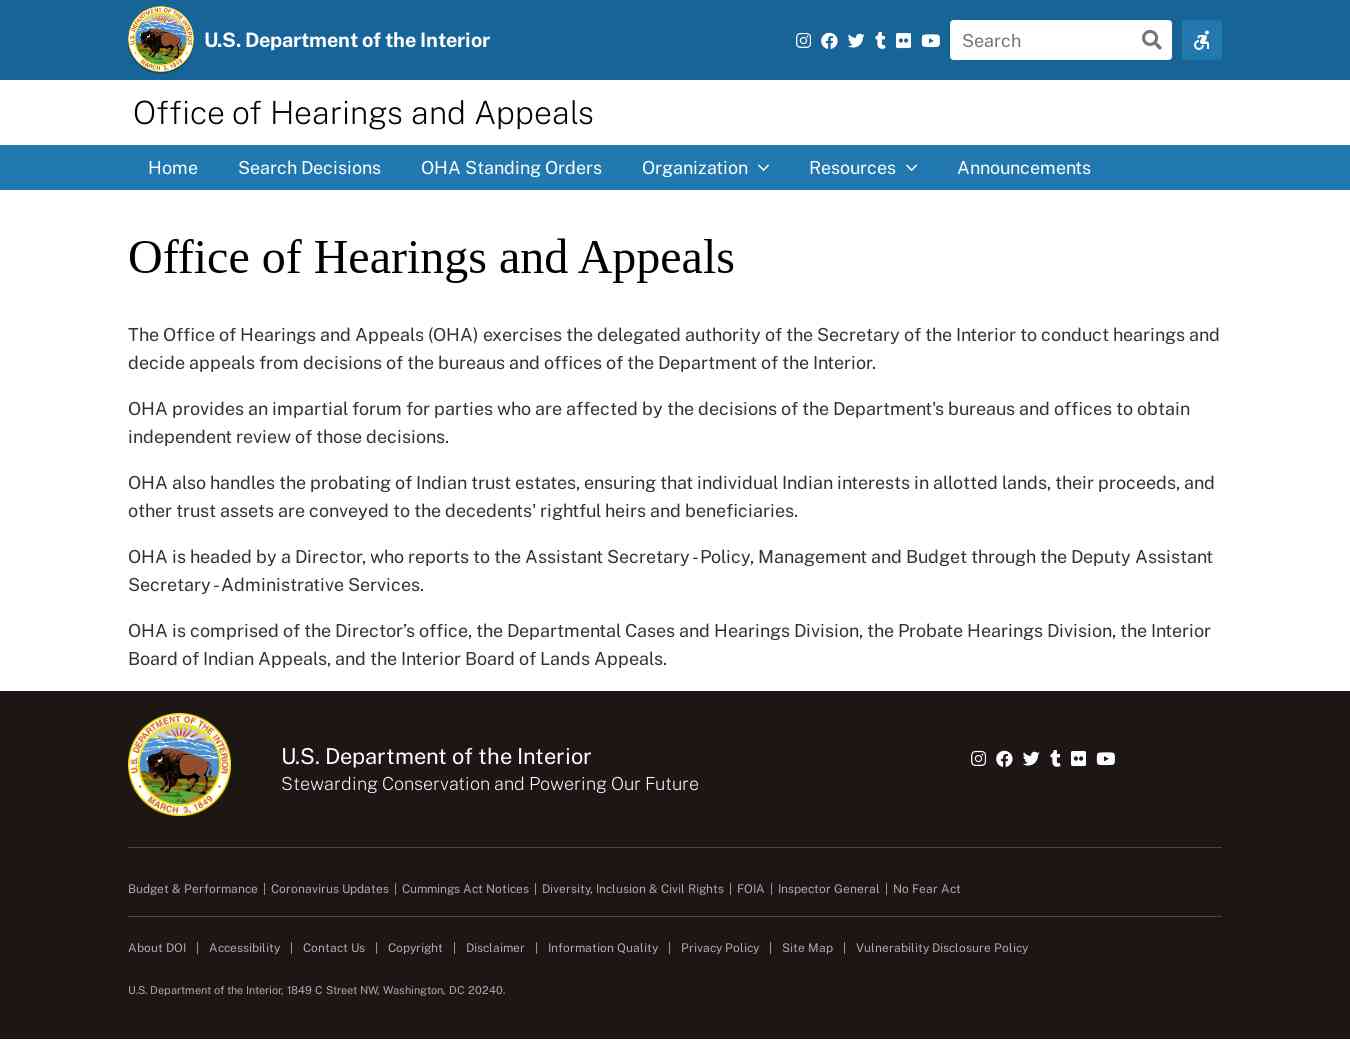 U.S. Department of the Interior
Search
Office of Hearings and Appeals
Home Search Decisions OHA Standing Orders Organization Resources Announcements
Office of Hearings and Appeals
The Office of Hearings and Appeals (OHA) exercises the delegated authority of the Secretary of the Interior to conduct hearings and
decide appeals from decisions of the bureaus and offices of the Department of the Interior.
OHA provides an impartial forum for parties who are affected by the decisions of the Department's bureaus and offices to obtain
independent review of those decisions.
OHA also handles the probating of Indian trust estates, ensuring that individual Indian interests in allotted lands, their proceeds, and
other trust assets are conveyed to the decedents' rightful heirs and beneficiaries.
OHA is headed by a Director, who reports to the Assistant Secretary - Policy, Management and Budget through the Deputy Assistant
Secretary - Administrative Services.
OHA is comprised of the Director’s office, the Departmental Cases and Hearings Division, the Probate Hearings Division, the Interior
Board of Indian Appeals, and the Interior Board of Lands Appeals.
U.S. DEPARTMENT OF THE INTERIOR
MARCH 3, 1849
U.S. Department of the Interior
Stewarding Conservation and Powering Our Future
Budget & Performance | Coronavirus Updates | Cummings Act Notices | Diversity, Inclusion & Civil Rights | FOIA | Inspector General | No Fear Act
About DOI | Accessibility | Contact Us | Copyright | Disclaimer | Information Quality | Privacy Policy | Site Map | Vulnerability Disclosure Policy
U.S. Department of the Interior, 1849 C Street NW, Washington, DC 20240.